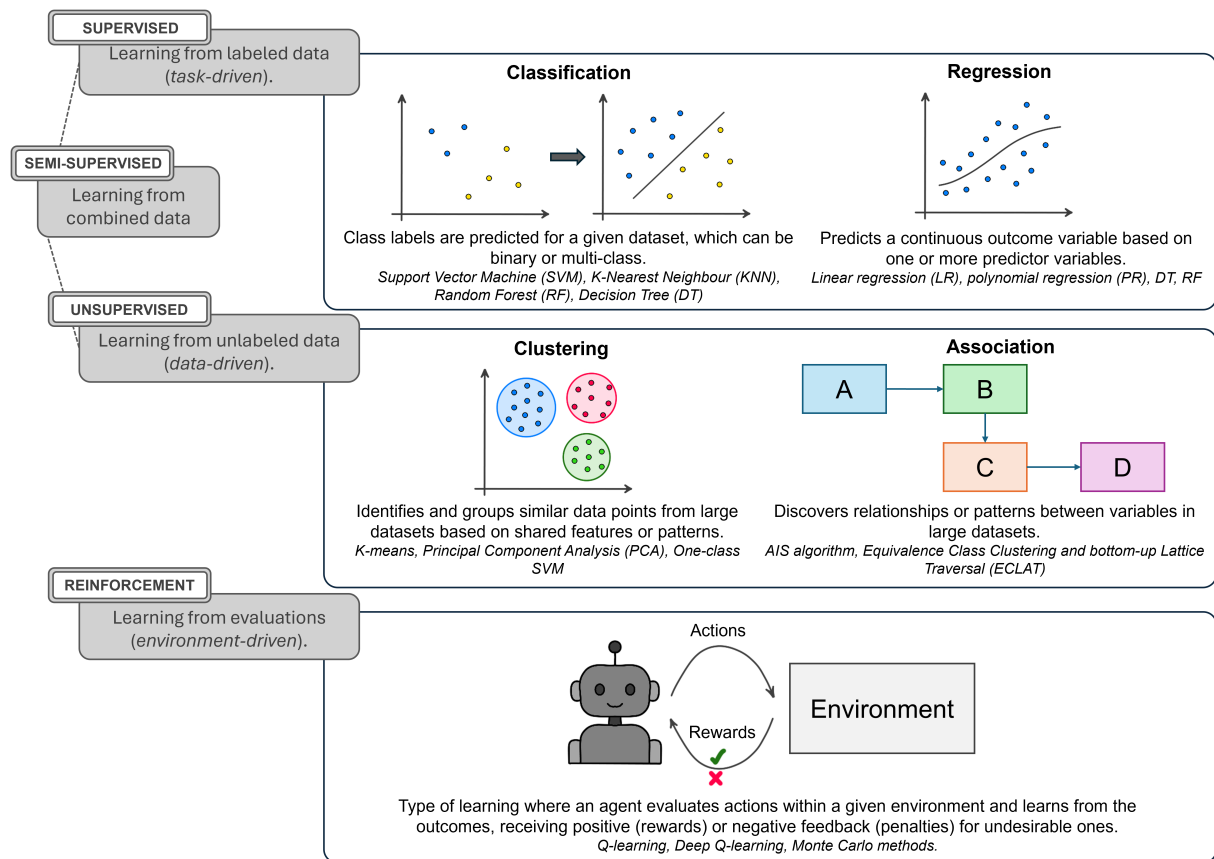 SUPERVISED
Learning from labeled data
(task-driven).
Classification
Regression
Class labels are predicted for a given dataset, which can be
binary or multi-class.
Support Vector Machine (SVM), K-Nearest Neighbour (KNN),
Random Forest (RF), Decision Tree (DT)
Predicts a continuous outcome variable based on
one or more predictor variables.
Linear regression (LR), polynomial regression (PR), DT, RF
SEMI-SUPERVISED
Learning from
combined data
UNSUPERVISED
Learning from unlabeled data
(data-driven).
Clustering
Identifies and groups similar data points from large
datasets based on shared features or patterns.
K-means, Principal Component Analysis (PCA), One-class
SVM
Association
A
B
C
D
Discovers relationships or patterns between variables in
large datasets.
AIS algorithm, Equivalence Class Clustering and bottom-up Lattice
Traversal (ECLAT)
REINFORCEMENT
Learning from evaluations
(environment-driven).
Actions
Rewards
Environment
Type of learning where an agent evaluates actions within a given environment and learns from the
outcomes, receiving positive (rewards) or negative feedback (penalties) for undesirable ones.
Q-learning, Deep Q-learning, Monte Carlo methods.